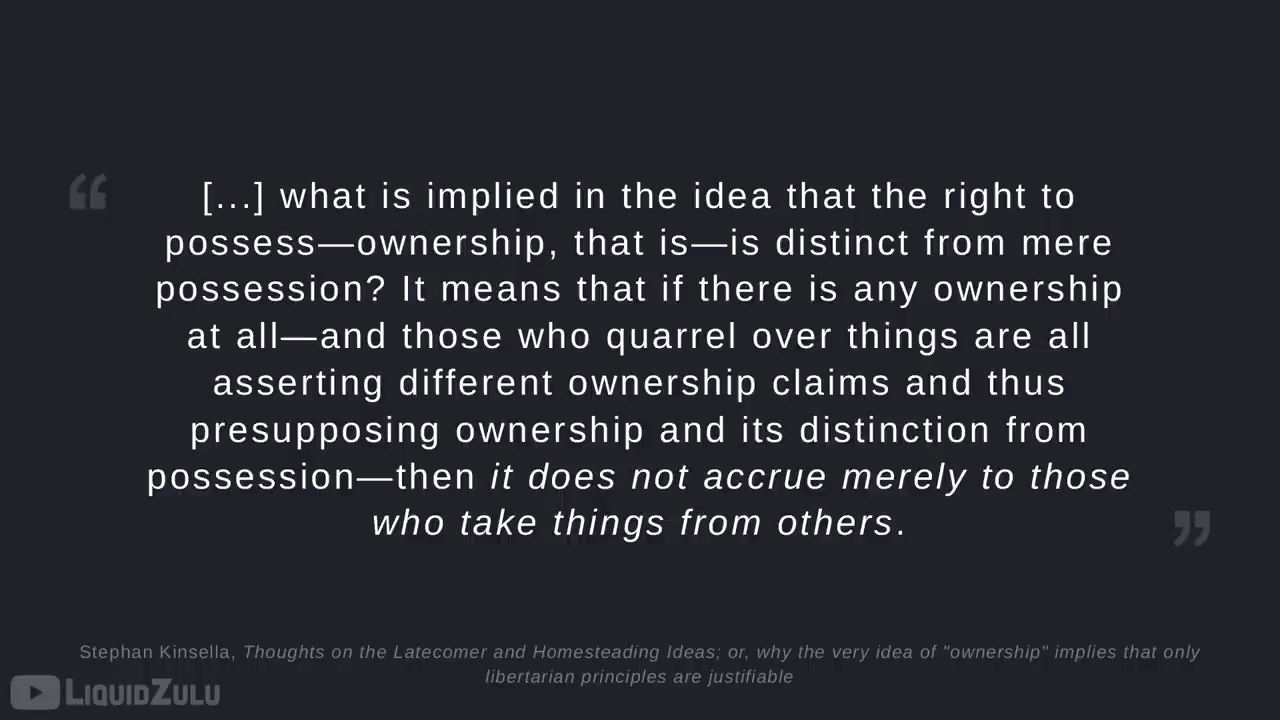 “
[...] what is implied in the idea that the right to
possess—ownership, that is—is distinct from mere
possession? It means that if there is any ownership
at all—and those who quarrel over things are all
asserting different ownership claims and thus
presupposing ownership and its distinction from
possession—then it does not accrue merely to those
who take things from others.
”
Stephan Kinsella, Thoughts on the Latecomer and Homesteading Ideas; or, why the very idea of "ownership" implies that only
libertarian principles are justifiable
LIQUIDZULU